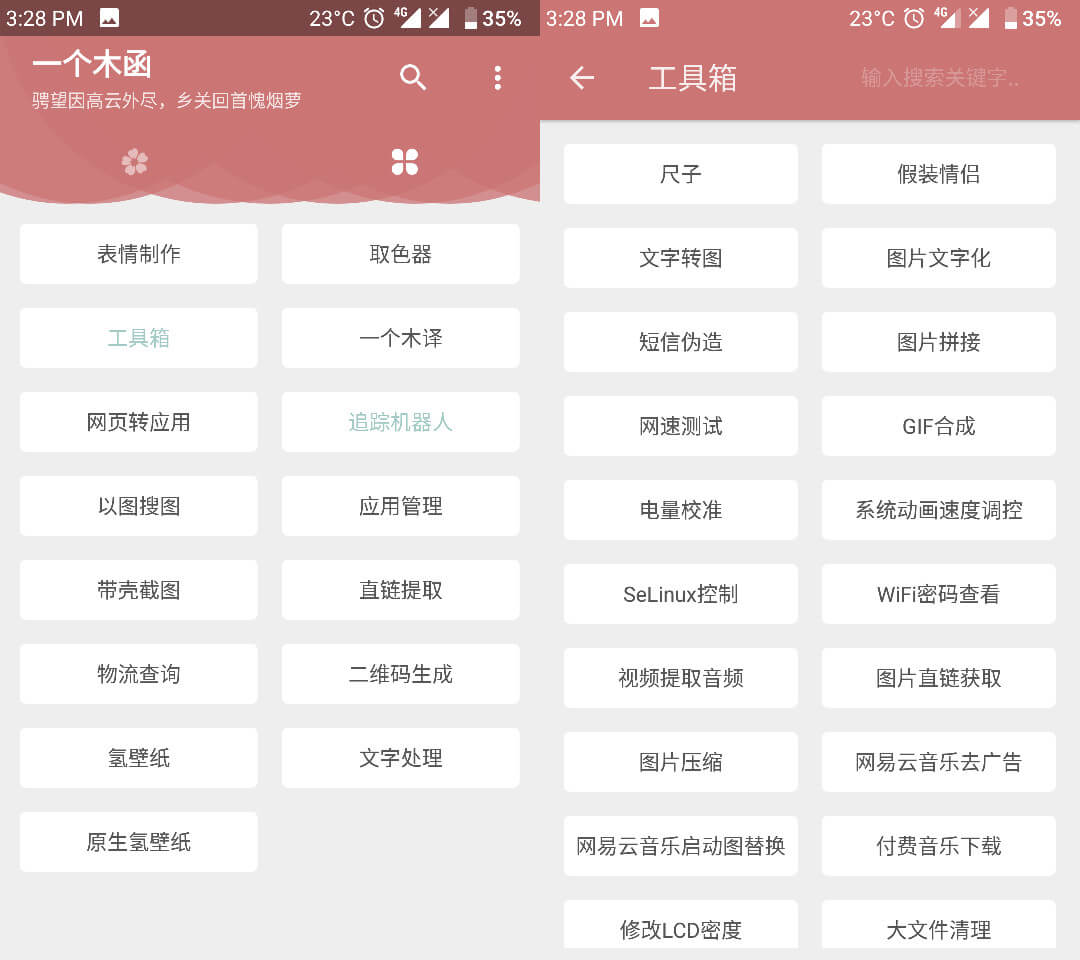 3:28 PM
23°C
4G
35%
一个木函
骋望因高云外尽，乡关回首愧烟萝
表情制作
取色器
工具箱
一个木译
网页转应用
追踪机器人
以图搜图
应用管理
带壳截图
直链提取
物流查询
二维码生成
氢壁纸
文字处理
原生氢壁纸
3:28 PM
23°C
4G
35%
工具箱
输入搜索关键字..
尺子
假装情侣
文字转图
图片文字化
短信伪造
图片拼接
网速测试
GIF合成
电量校准
系统动画速度调控
SeLinux控制
WiFi密码查看
视频提取音频
图片直链获取
图片压缩
网易云音乐去广告
网易云音乐启动图替换
付费音乐下载
修改LCD密度
大文件清理